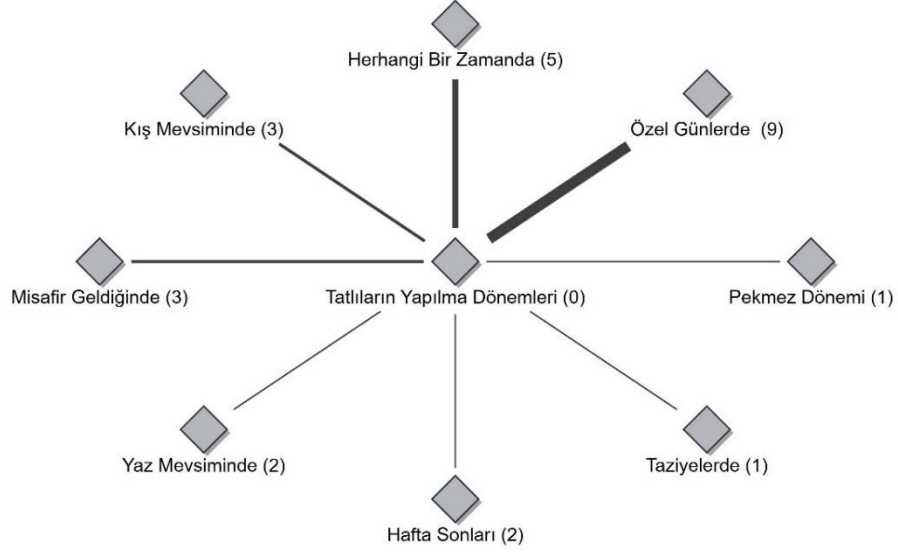 Herhangi Bir Zamanda (5)
Kış Mevsiminde (3)
Özel Günlerde (9)
Misafir Geldiğinde (3)
Tatlıların Yapılma Dönemleri (0)
Pekmez Dönemi (1)
Yaz Mevsiminde (2)
Taziyelerde (1)
Hafta Sonları (2)